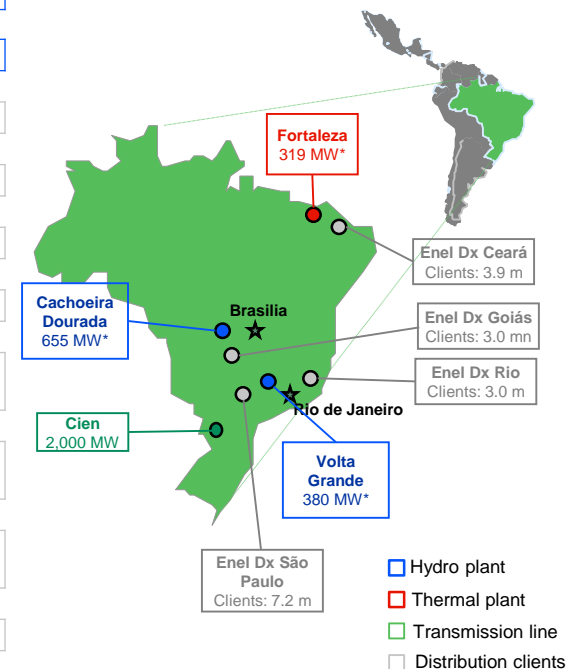 Fortaleza
319 MW*
Enel Dx Ceará
Clients: 3.9 m
Cachoeira
Dourada
655 MW*
Brasilia
Enel Dx Goiás
Clients: 3.0 mn
Enel Dx Rio
Clients: 3.0 m
Rio de Janeiro
Cien
2,000 MW
Volta
Grande
380 MW*
Enel Dx São
Paulo
Clients: 7.2 m
Hydro plant
Thermal plant
Transmission line
Distribution clients